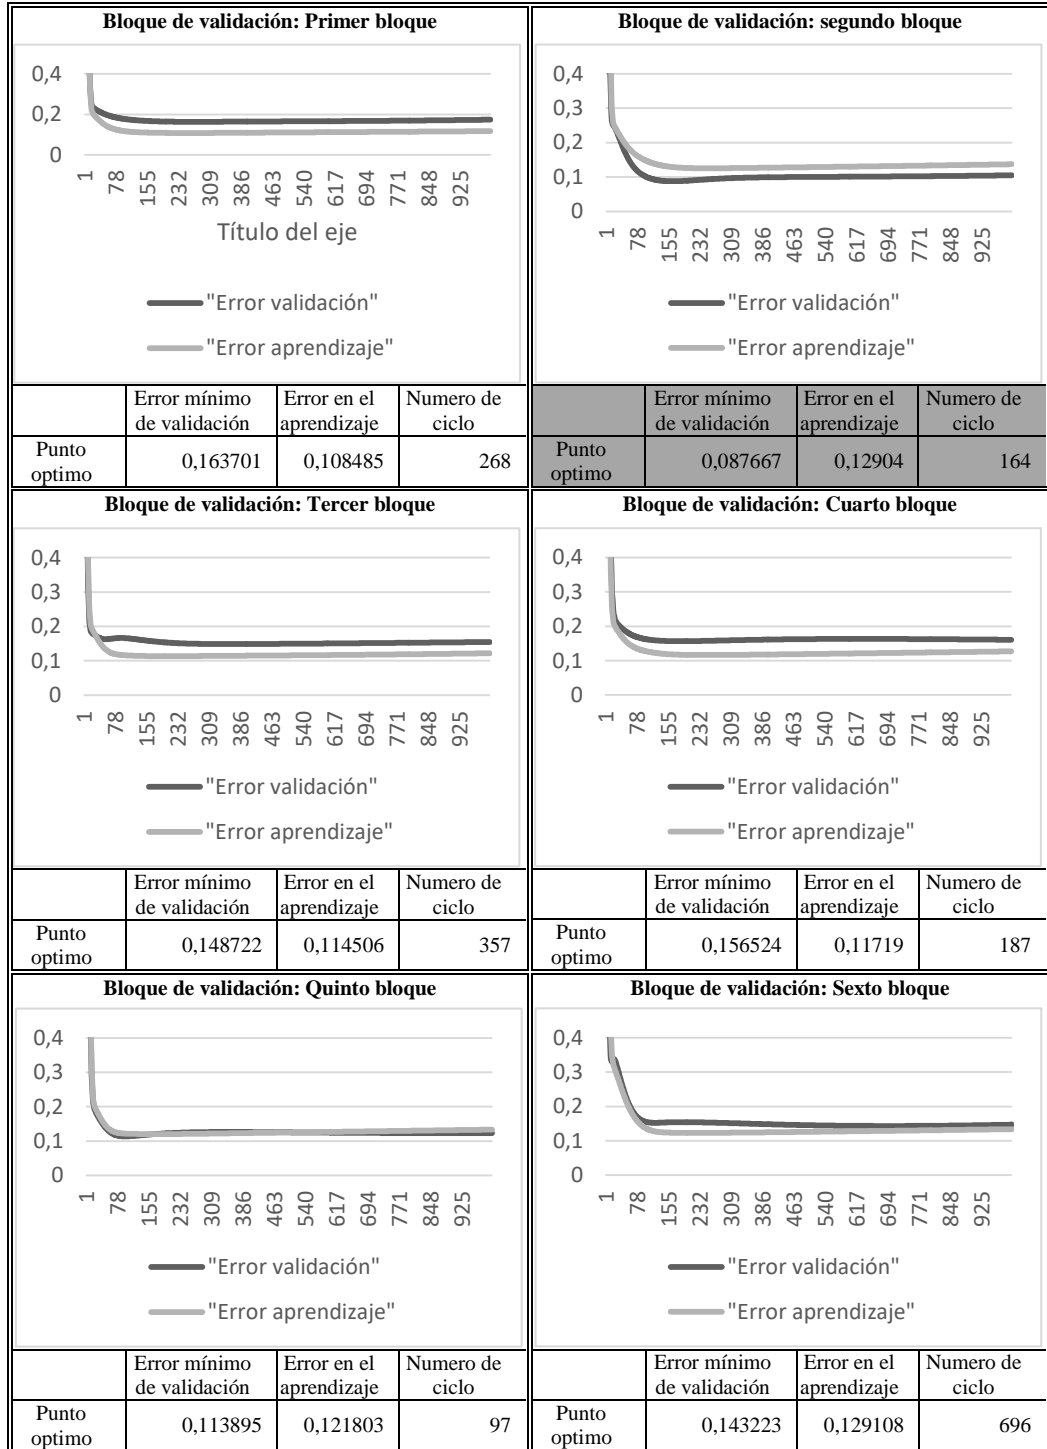 Bloque de validación: Primer bloque
0,4
0,2
0
1 78 155 232 309 386 463 540 617 694 771 848 925
Título del eje
"Error validación"
"Error aprendizaje"
Error mínimo de validación Error en el aprendizaje Numero de ciclo
Punto optimo 0,163701 0,108485 268
Bloque de validación: segundo bloque
0,4
0,3
0,2
0,1
0
1 78 155 232 309 386 463 540 617 694 771 848 925
"Error validación"
"Error aprendizaje"
Error mínimo de validación Error en el aprendizaje Numero de ciclo
Punto optimo 0,087667 0,12904 164
Bloque de validación: Tercer bloque
0,4
0,3
0,2
0,1
0
1 78 155 232 309 386 463 540 617 694 771 848 925
"Error validación"
"Error aprendizaje"
Error mínimo de validación Error en el aprendizaje Numero de ciclo
Punto optimo 0,148722 0,114506 357
Bloque de validación: Cuarto bloque
0,4
0,3
0,2
0,1
0
1 78 155 232 309 386 463 540 617 694 771 848 925
"Error validación"
"Error aprendizaje"
Error mínimo de validación Error en el aprendizaje Numero de ciclo
Punto optimo 0,156524 0,11719 187
Bloque de validación: Quinto bloque
0,4
0,3
0,2
0,1
0
1 78 155 232 309 386 463 540 617 694 771 848 925
"Error validación"
"Error aprendizaje"
Error mínimo de validación Error en el aprendizaje Numero de ciclo
Punto optimo 0,113895 0,121803 97
Bloque de validación: Sexto bloque
0,4
0,3
0,2
0,1
0
1 78 155 232 309 386 463 540 617 694 771 848 925
"Error validación"
"Error aprendizaje"
Error mínimo de validación Error en el aprendizaje Numero de ciclo
Punto optimo 0,143223 0,129108 696